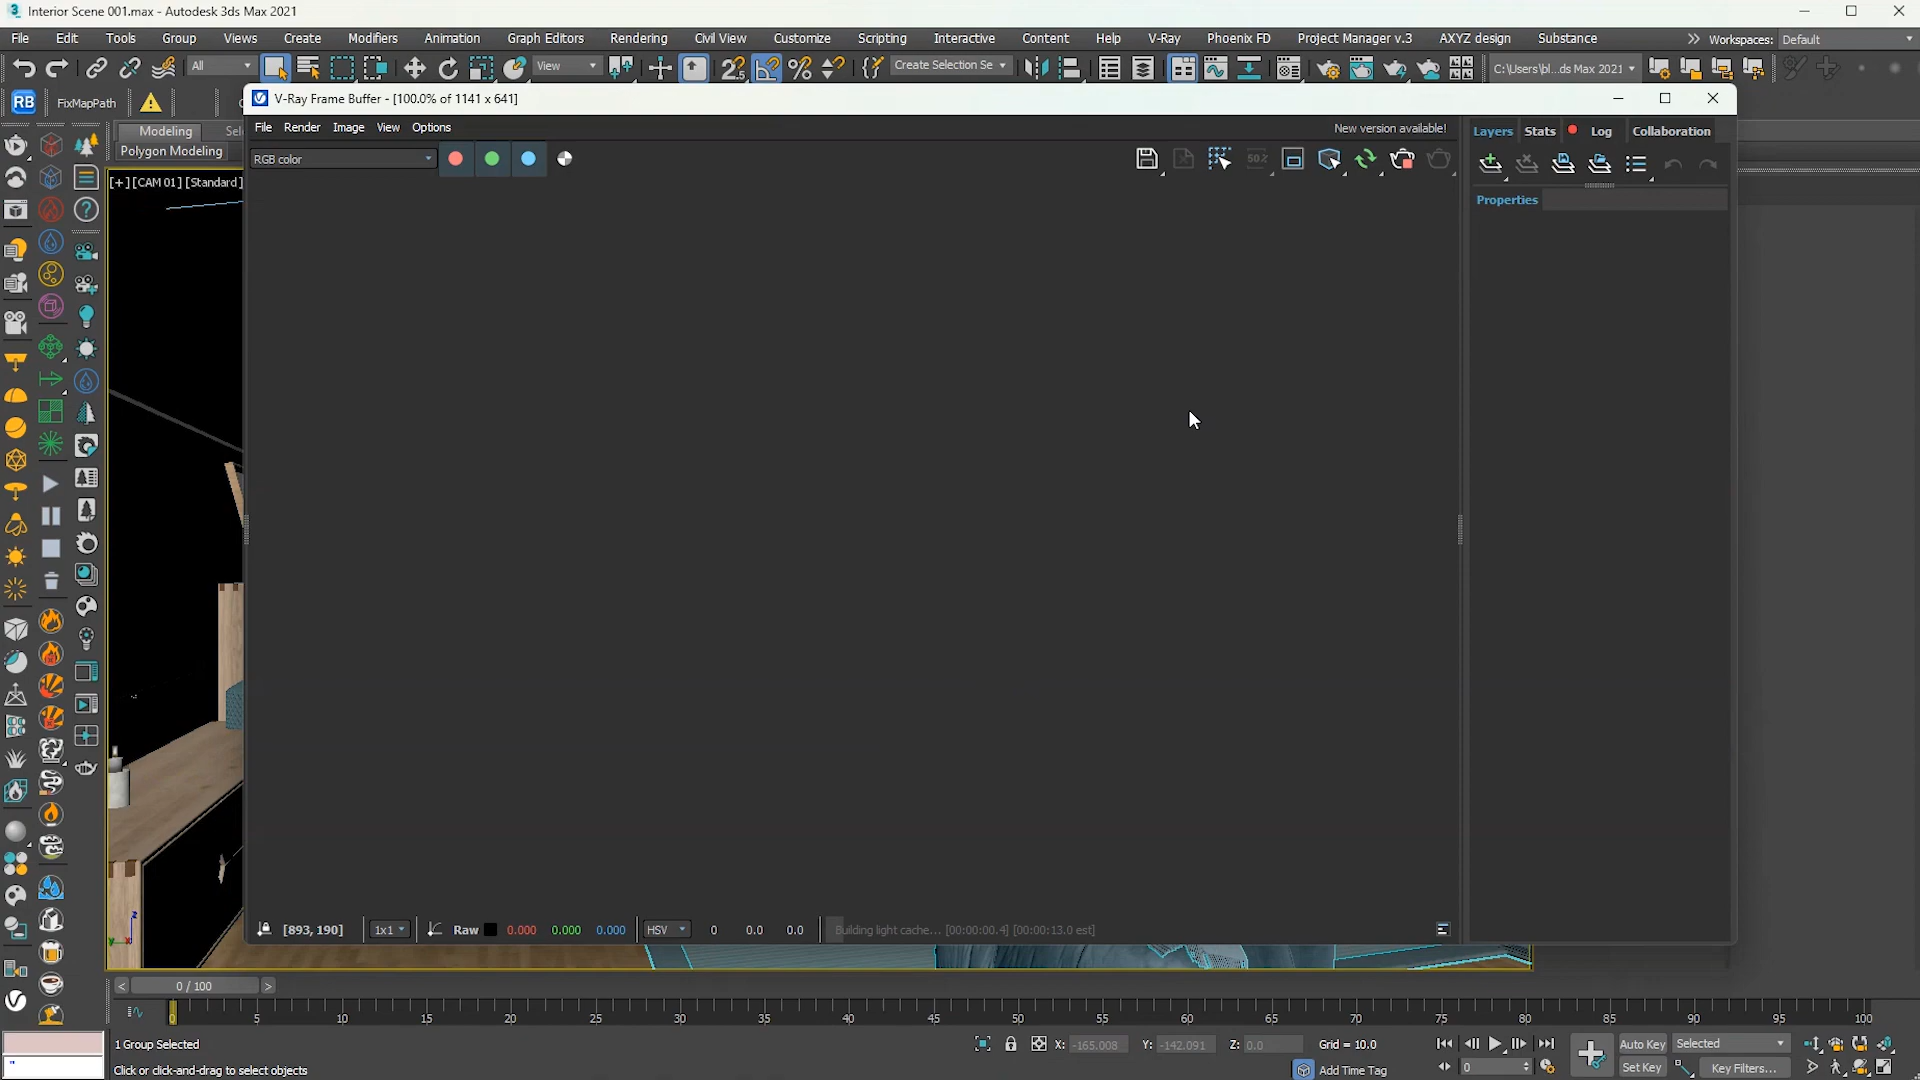 Interior Scene 001.max - Autodesk 3ds Max 2021
File Edit Tools Group Views Create Modifiers Animation Graph Editors Rendering Civil View Customize Scripting Interactive Content Help V-Ray Phoenix FD Project Manager v.3 AXYZ design Substance Workspaces: Default
All View Create Selection Se C:\Users\bl...ds Max 2021
RB FixMapPath
V-Ray Frame Buffer - [100.0% of 1141 x 641]
File Render Image View Options New version available!
Layers Stats Log Collaboration
Modeling Sel
Polygon Modeling
RGB color
50%
Properties
[+] [CAM 01] [Standard]
[893, 190] 1x1 Raw 0.000 0.000 0.000 HSV 0 0.0 0.0 Building light cache... [00:00:00.4] [00:00:13.0 est]
< 0 / 100 >
0 5 10 15 20 25 30 35 40 45 50 55 60 65 70 75 80 85 90 95 100
1 Group Selected
X: -165.008 Y: -142.091 Z: 0.0 Grid = 10.0
Auto Key Selected
Click or click-and-drag to select objects
Add Time Tag
0
Set Key Key Filters...